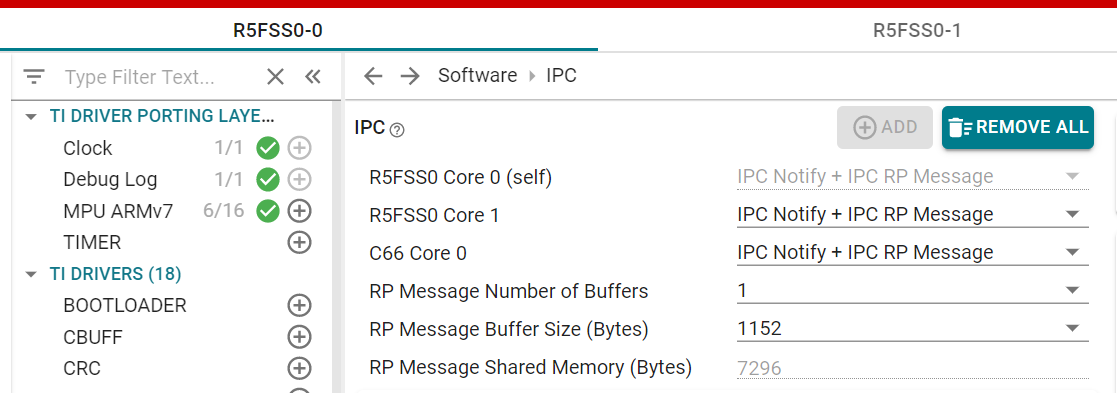 R5FSS0-0 R5FSS0-1
Type Filter Text... Software IPC
TI DRIVER PORTING LAYE...
IPC ADD REMOVE ALL
Clock 1/1
Debug Log 1/1
MPU ARMv7 6/16
TIMER
TI DRIVERS (18)
BOOTLOADER
CBUFF
CRC
R5FSS0 Core 0 (self) IPC Notify + IPC RP Message
R5FSS0 Core 1 IPC Notify + IPC RP Message
C66 Core 0 IPC Notify + IPC RP Message
RP Message Number of Buffers 1
RP Message Buffer Size (Bytes) 1152
RP Message Shared Memory (Bytes) 7296